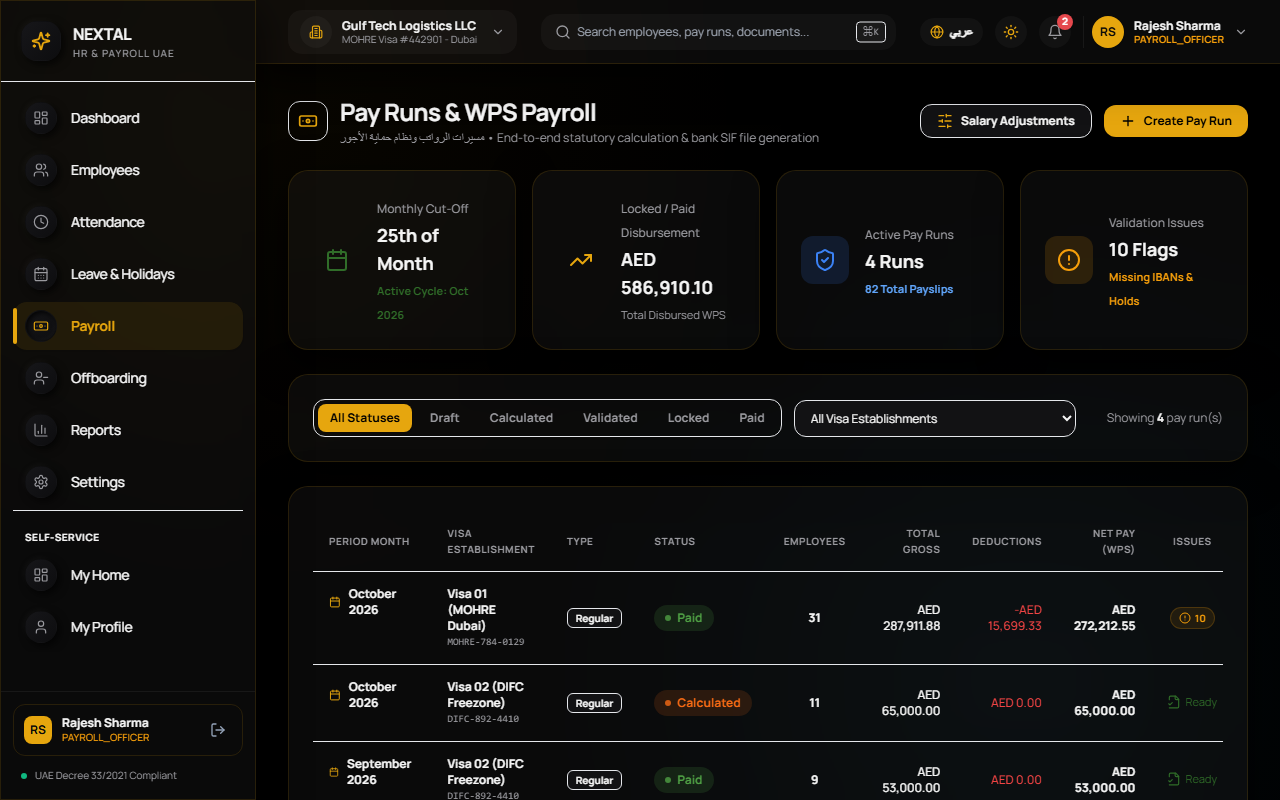 NEXTAL
HR & PAYROLL UAE
Dashboard
Employees
Attendance
Leave & Holidays
Payroll
Offboarding
Reports
Settings
SELF-SERVICE
My Home
My Profile
RS
Rajesh Sharma
PAYROLL_OFFICER
UAE Decree 33/2021 Compliant
Gulf Tech Logistics LLC
MOHRE Visa #442901 - Dubai
Search employees, pay runs, documents...
⌘K
عربي
2
RS
Rajesh Sharma
PAYROLL_OFFICER
Pay Runs & WPS Payroll
مسيرات الرواتب ونظام حماية الأجور • End-to-end statutory calculation & bank SIF file generation
Salary Adjustments
Create Pay Run
Monthly Cut-Off
25th of
Month
Active Cycle: Oct
2026
Locked / Paid
Disbursement
AED
586,910.10
Total Disbursed WPS
Active Pay Runs
4 Runs
82 Total Payslips
Validation Issues
10 Flags
Missing IBANs &
Holds
All Statuses Draft Calculated Validated Locked Paid
All Visa Establishments
Showing 4 pay run(s)
PERIOD MONTH
VISA
ESTABLISHMENT
TYPE
STATUS
EMPLOYEES
TOTAL
GROSS
DEDUCTIONS
NET PAY
(WPS)
ISSUES
October
2026
Visa 01
(MOHRE
Dubai)
MOHRE-784-0129
Regular
Paid
31
AED
287,911.88
-AED
15,699.33
AED
272,212.55
10
October
2026
Visa 02 (DIFC
Freezone)
DIFC-892-4410
Regular
Calculated
11
AED
65,000.00
AED 0.00
AED
65,000.00
Ready
September
2026
Visa 02 (DIFC
Freezone)
DIFC-892-4410
Regular
Paid
9
AED
53,000.00
AED 0.00
AED
53,000.00
Ready